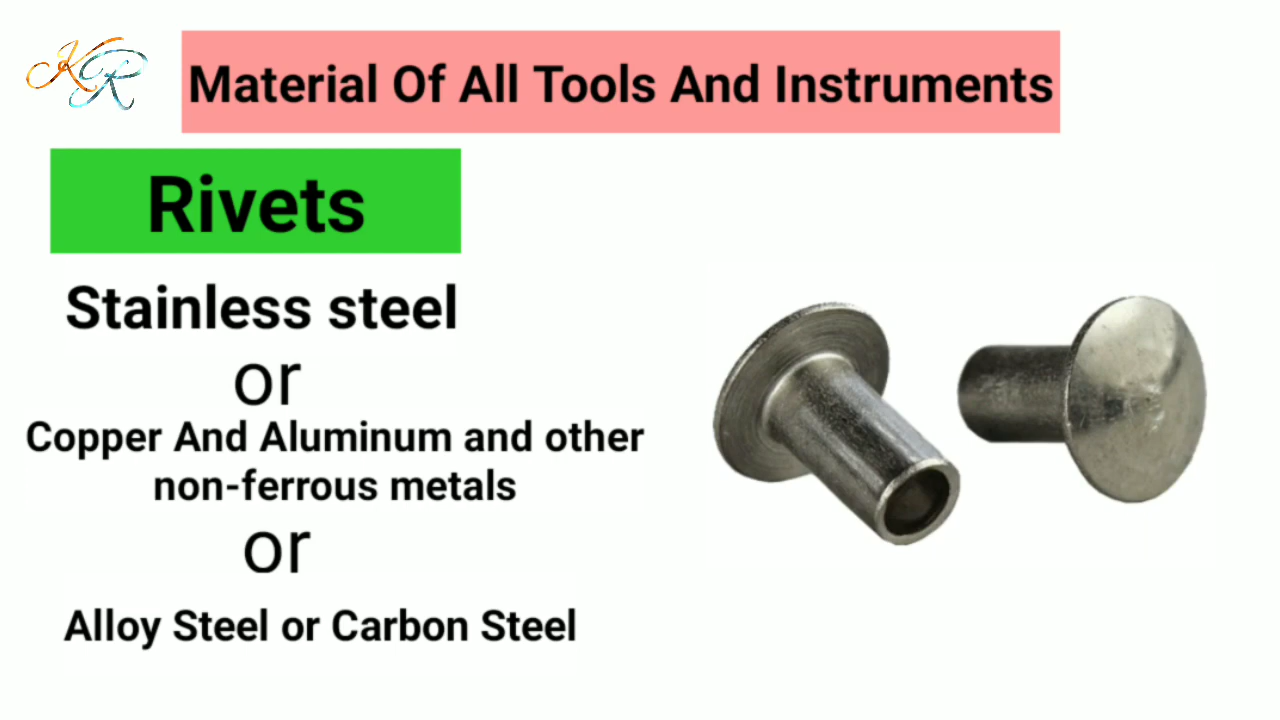 KR
Material Of All Tools And Instruments
Rivets
Stainless steel
or
Copper And Aluminum and other
non-ferrous metals
or
Alloy Steel or Carbon Steel